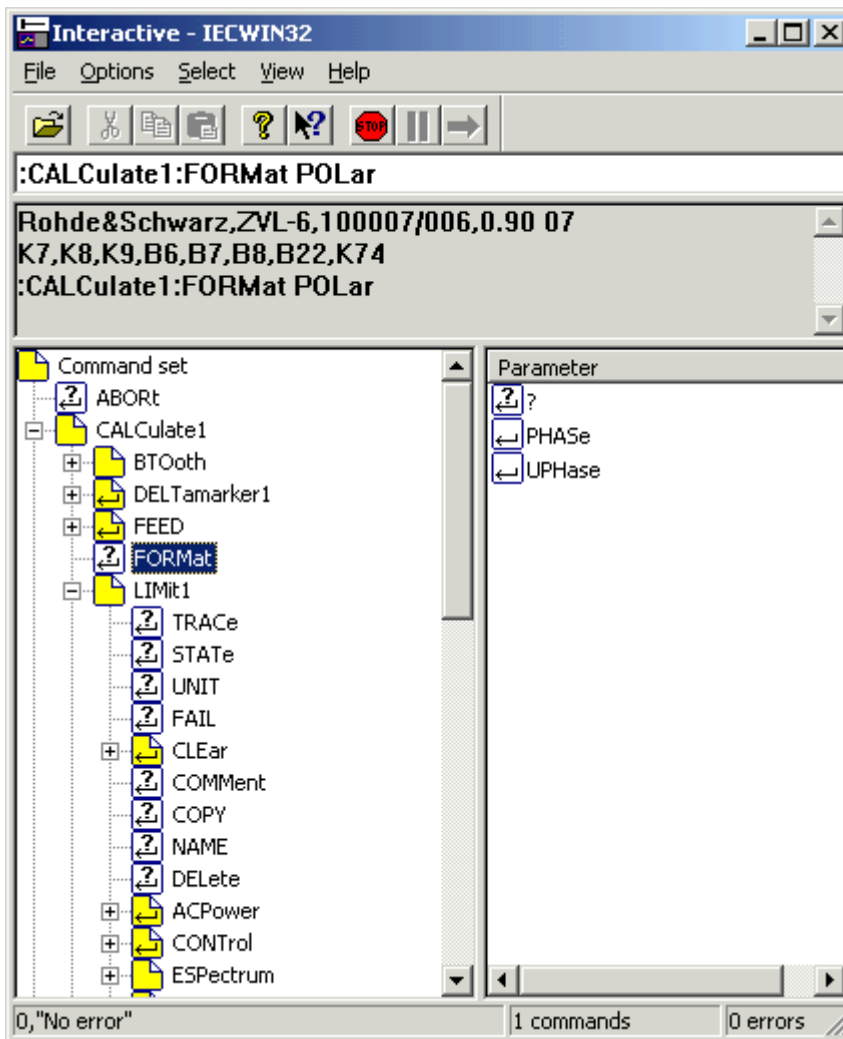 Interactive - IECWIN32
File Options Select View Help
STOP
:CALCulate1:FORMat POLar
Rohde&Schwarz,ZVL-6,100007/006,0.90 07
K7,K8,K9,B6,B7,B8,B22,K74
:CALCulate1:FORMat POLar
Command set
ABORt
CALCulate1
BTOoth
DELTamarker1
FEED
FORMat
LIMit1
TRACe
STATe
UNIT
FAIL
CLEar
COMMent
COPY
NAME
DELete
ACPower
CONTrol
ESPectrum
Parameter
?
PHASe
UPHase
0,"No error"
1 commands
0 errors